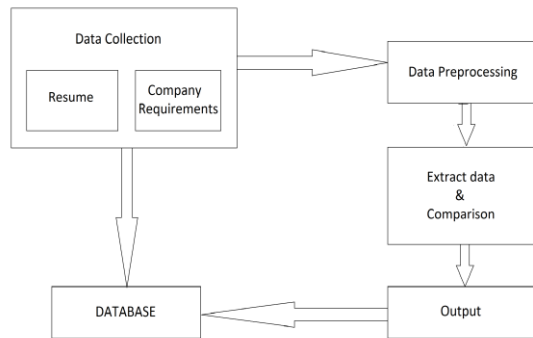 Data Collection
Resume
Company
Requirements
Data Preprocessing
Extract data
&
Comparison
DATABASE
Output